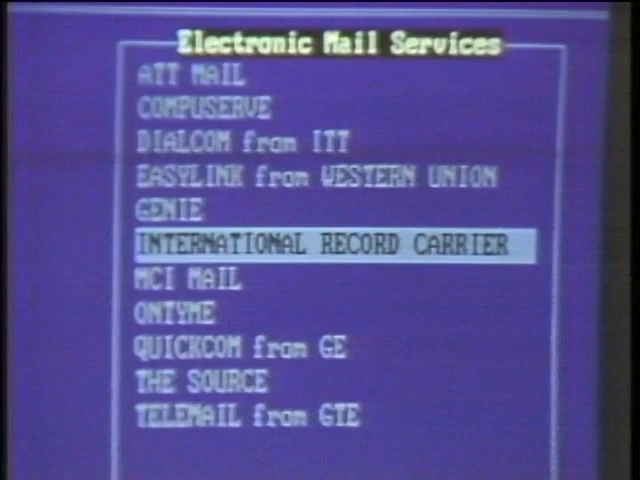 Electronic Mail Services
ATT MAIL
COMPUSERVE
DIALCOM from ITT
EASYLINK from WESTERN UNION
GENIE
INTERNATIONAL RECORD CARRIER
MCI MAIL
ONTYME
QUICKCOM from GE
THE SOURCE
TELEMAIL from GTE